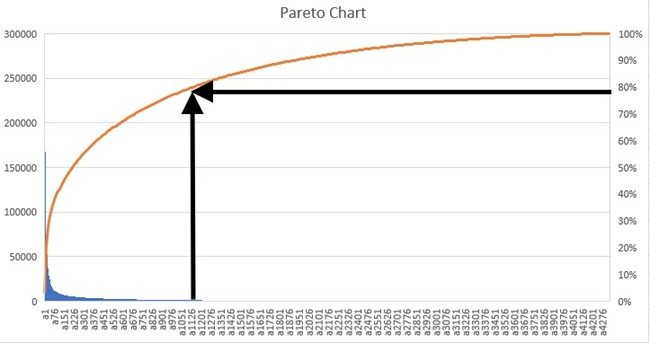 Pareto Chart
300000
250000
200000
150000
100000
50000
0
100%
90%
80%
70%
60%
50%
40%
30%
20%
10%
0%
a1
a76
a151
a226
a301
a376
a451
a526
a601
a676
a751
a826
a901
a976
a1051
a1126
a1201
a1276
a1351
a1426
a1501
a1576
a1651
a1726
a1801
a1876
a1951
a2026
a2101
a2176
a2251
a2326
a2401
a2476
a2551
a2626
a2701
a2776
a2851
a2926
a3001
a3076
a3151
a3226
a3301
a3376
a3451
a3526
a3601
a3676
a3751
a3826
a3901
a3976
a4051
a4126
a4201
a4276